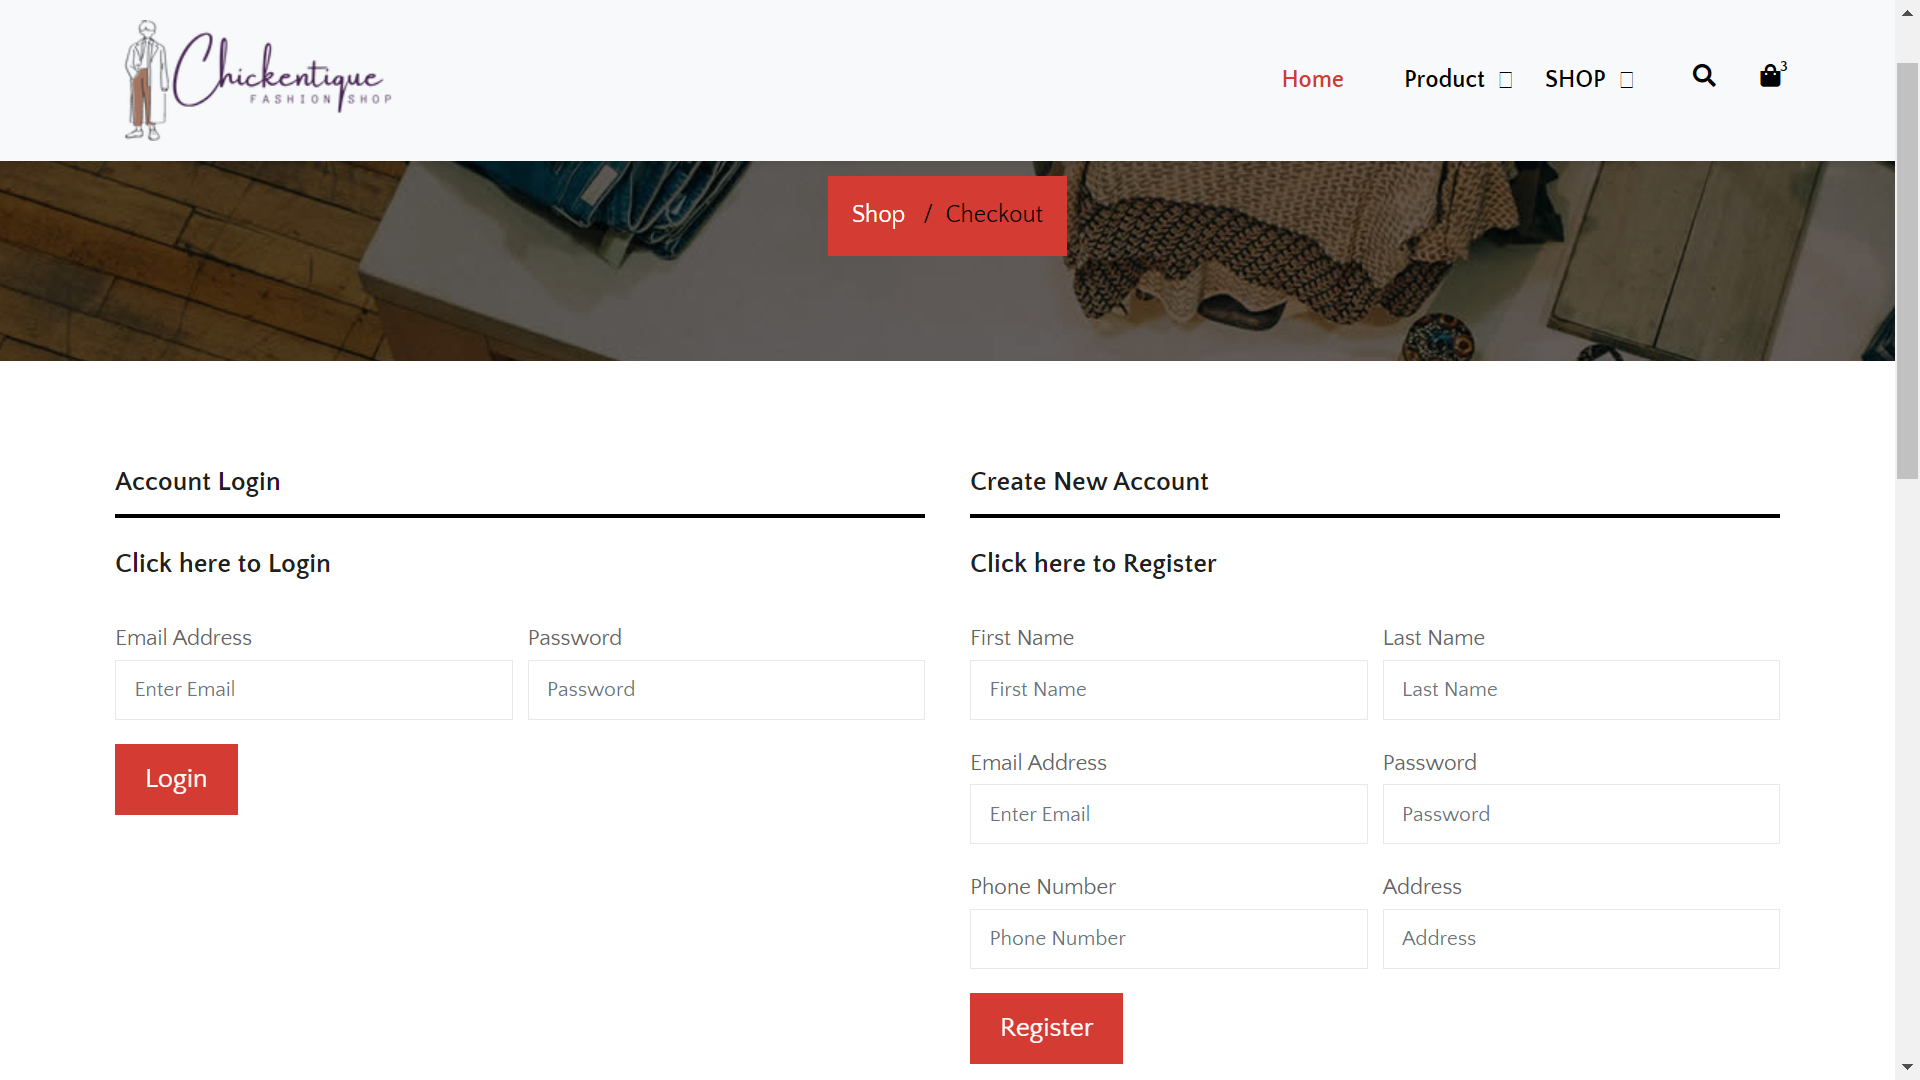 Chickentique
FASHION SHOP
Home Product SHOP 3
Shop / Checkout
Account Login
Create New Account
Click here to Login
Click here to Register
Email Address Password
First Name Last Name
Enter Email Password
First Name Last Name
Login
Email Address Password
Enter Email Password
Phone Number Address
Phone Number Address
Register